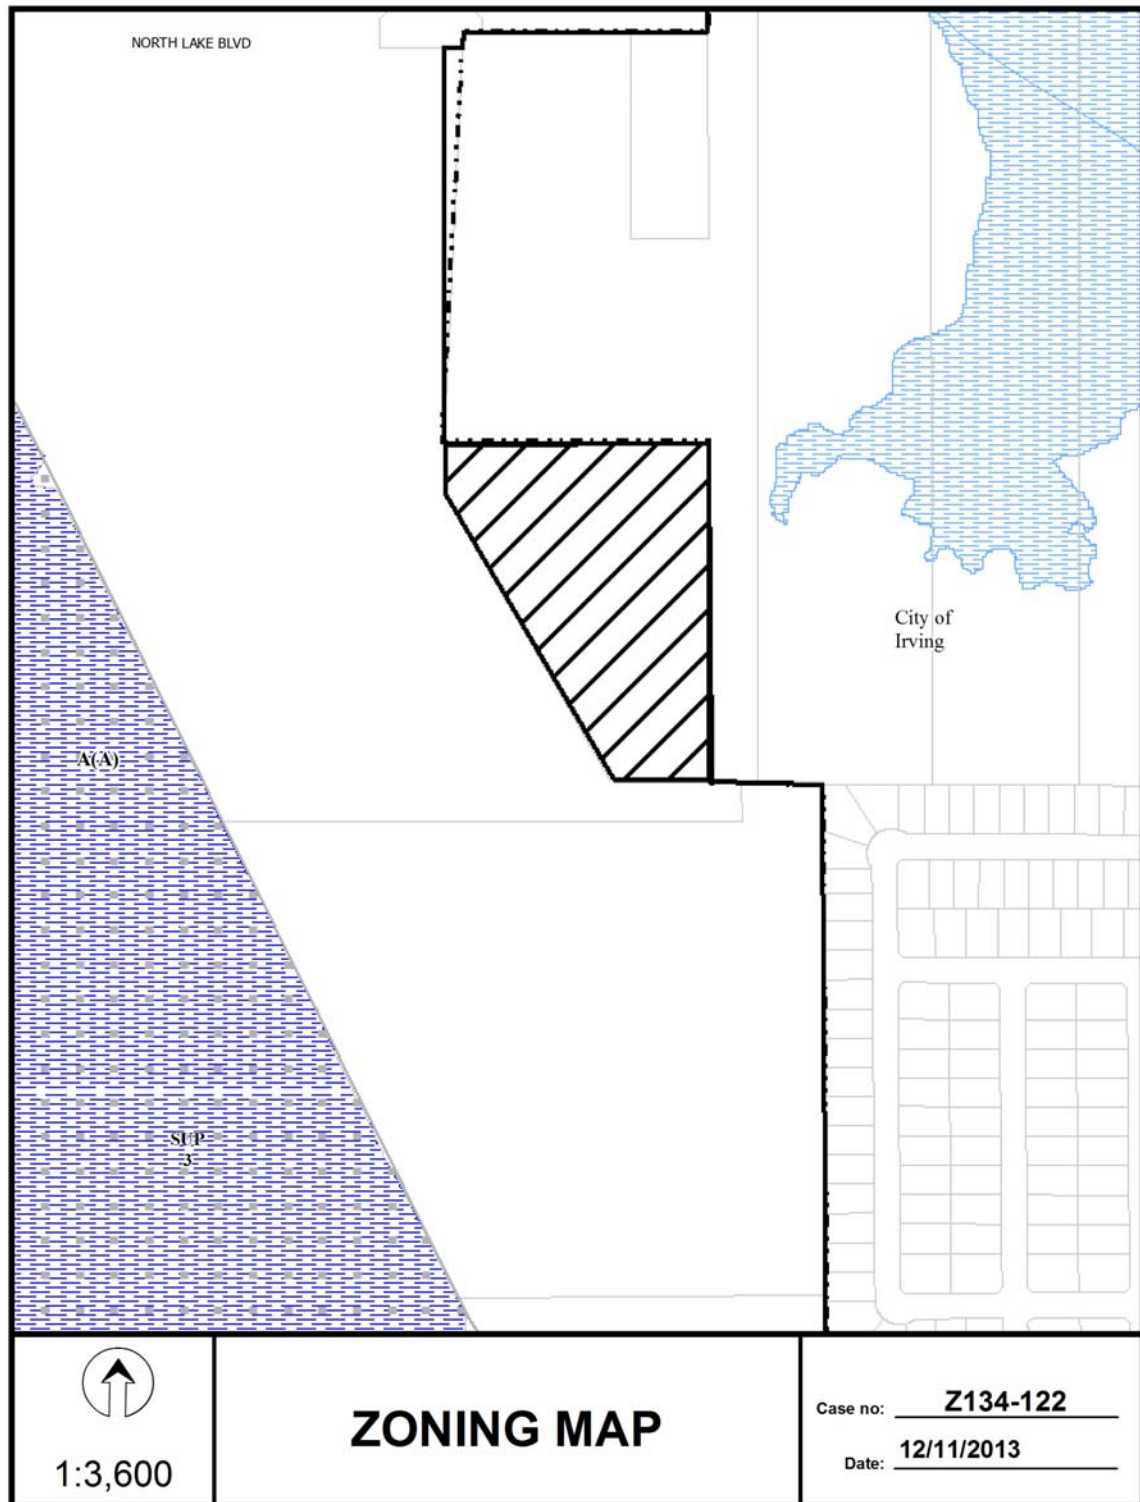 NORTH LAKE BLVD
City of
Irving
A(A)
SUP
3
1:3,600
ZONING MAP
Case no: Z134-122
Date: 12/11/2013